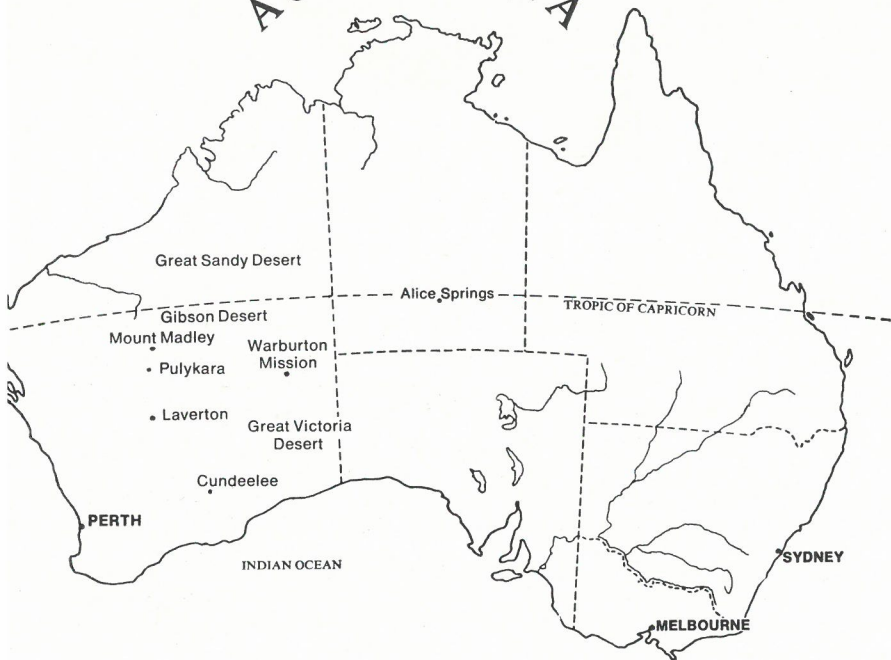 Great Sandy Desert
Alice Springs
TROPIC OF CAPRICORN
Gibson Desert
Mount Madley
Warburton
Mission
Pulykara
Laverton
Great Victoria
Desert
Cundeelee
PERTH
INDIAN OCEAN
SYDNEY
MELBOURNE